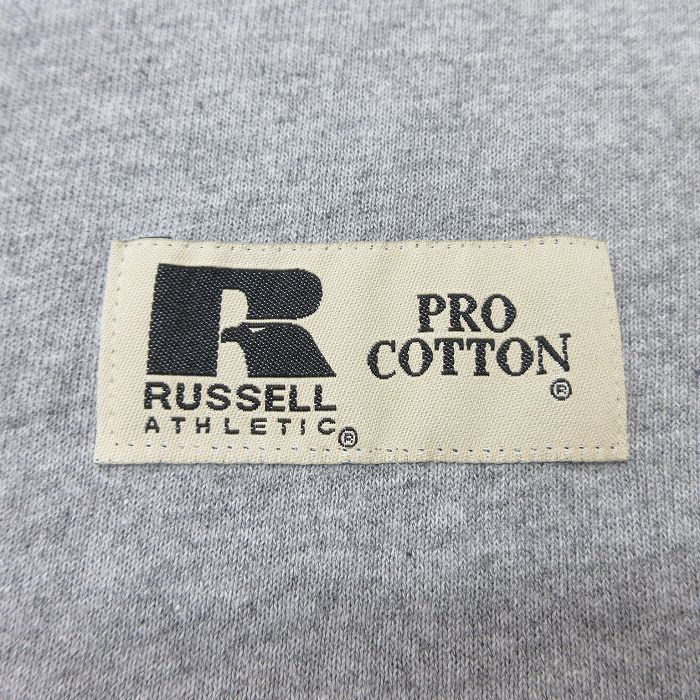 R
RUSSELL
ATHLETIC®
PRO
COTTON
®